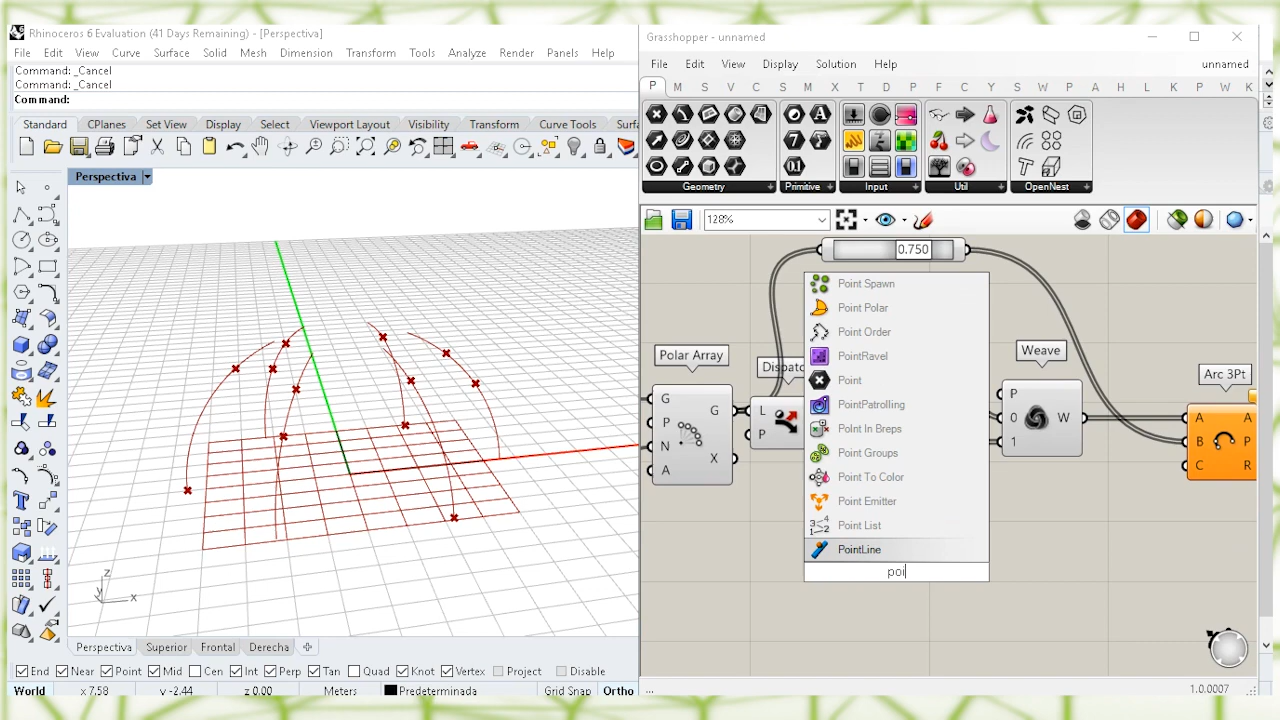 Rhinoceros 6 Evaluation (41 Days Remaining) - [Perspectiva]
File Edit View Curve Surface Solid Mesh Dimension Transform Tools Analyze Render Panels Help
Command: _Cancel
Command: _Cancel
Command:
Standard CPlanes Set View Display Select Viewport Layout Visibility Transform Curve Tools Surf
Perspectiva
z
y
x
Perspectiva Superior Frontal Derecha
End Near Point Mid Cen Int Perp Tan Quad Knot Vertex Project Disable
World x 7.58 y -2.44 z 0.00 Meters Predeterminada Grid Snap Ortho
Grasshopper - unnamed
File Edit View Display Solution Help unnamed
P M S V C S M X T D P F C Y S W P A C H L K P W K
Geometry Primitive Input Util OpenNest
128%
0.750
Polar Array
G
P
N
A
G
X
Dispatc
L
P
Point Spawn
Point Polar
Point Order
PointRavel
Point
PointPatrolling
Point In Breps
Point Groups
Point To Color
Point Emitter
Point List
PointLine
poi
Weave
P
0
1
W
Arc 3Pt
A
B
C
A
P
R
...
1.0.0007